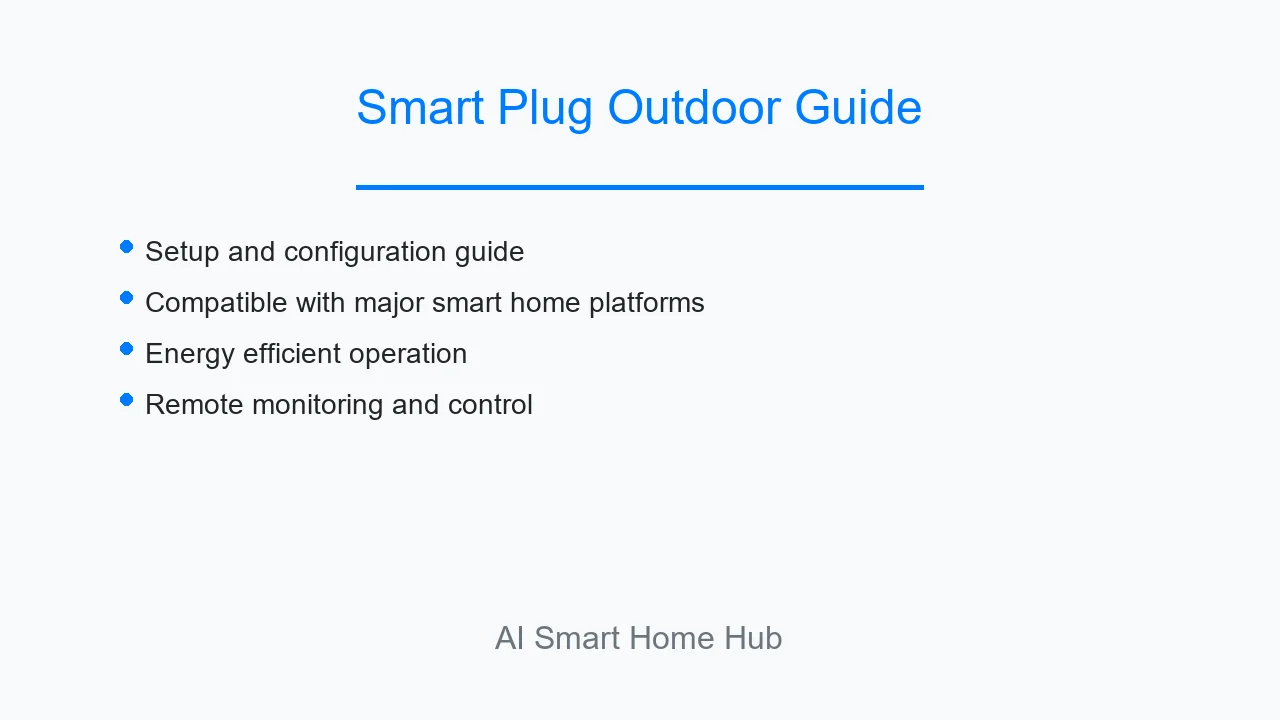 Smart Plug Outdoor Guide
Setup and configuration guide
Compatible with major smart home platforms
Energy efficient operation
Remote monitoring and control
AI Smart Home Hub